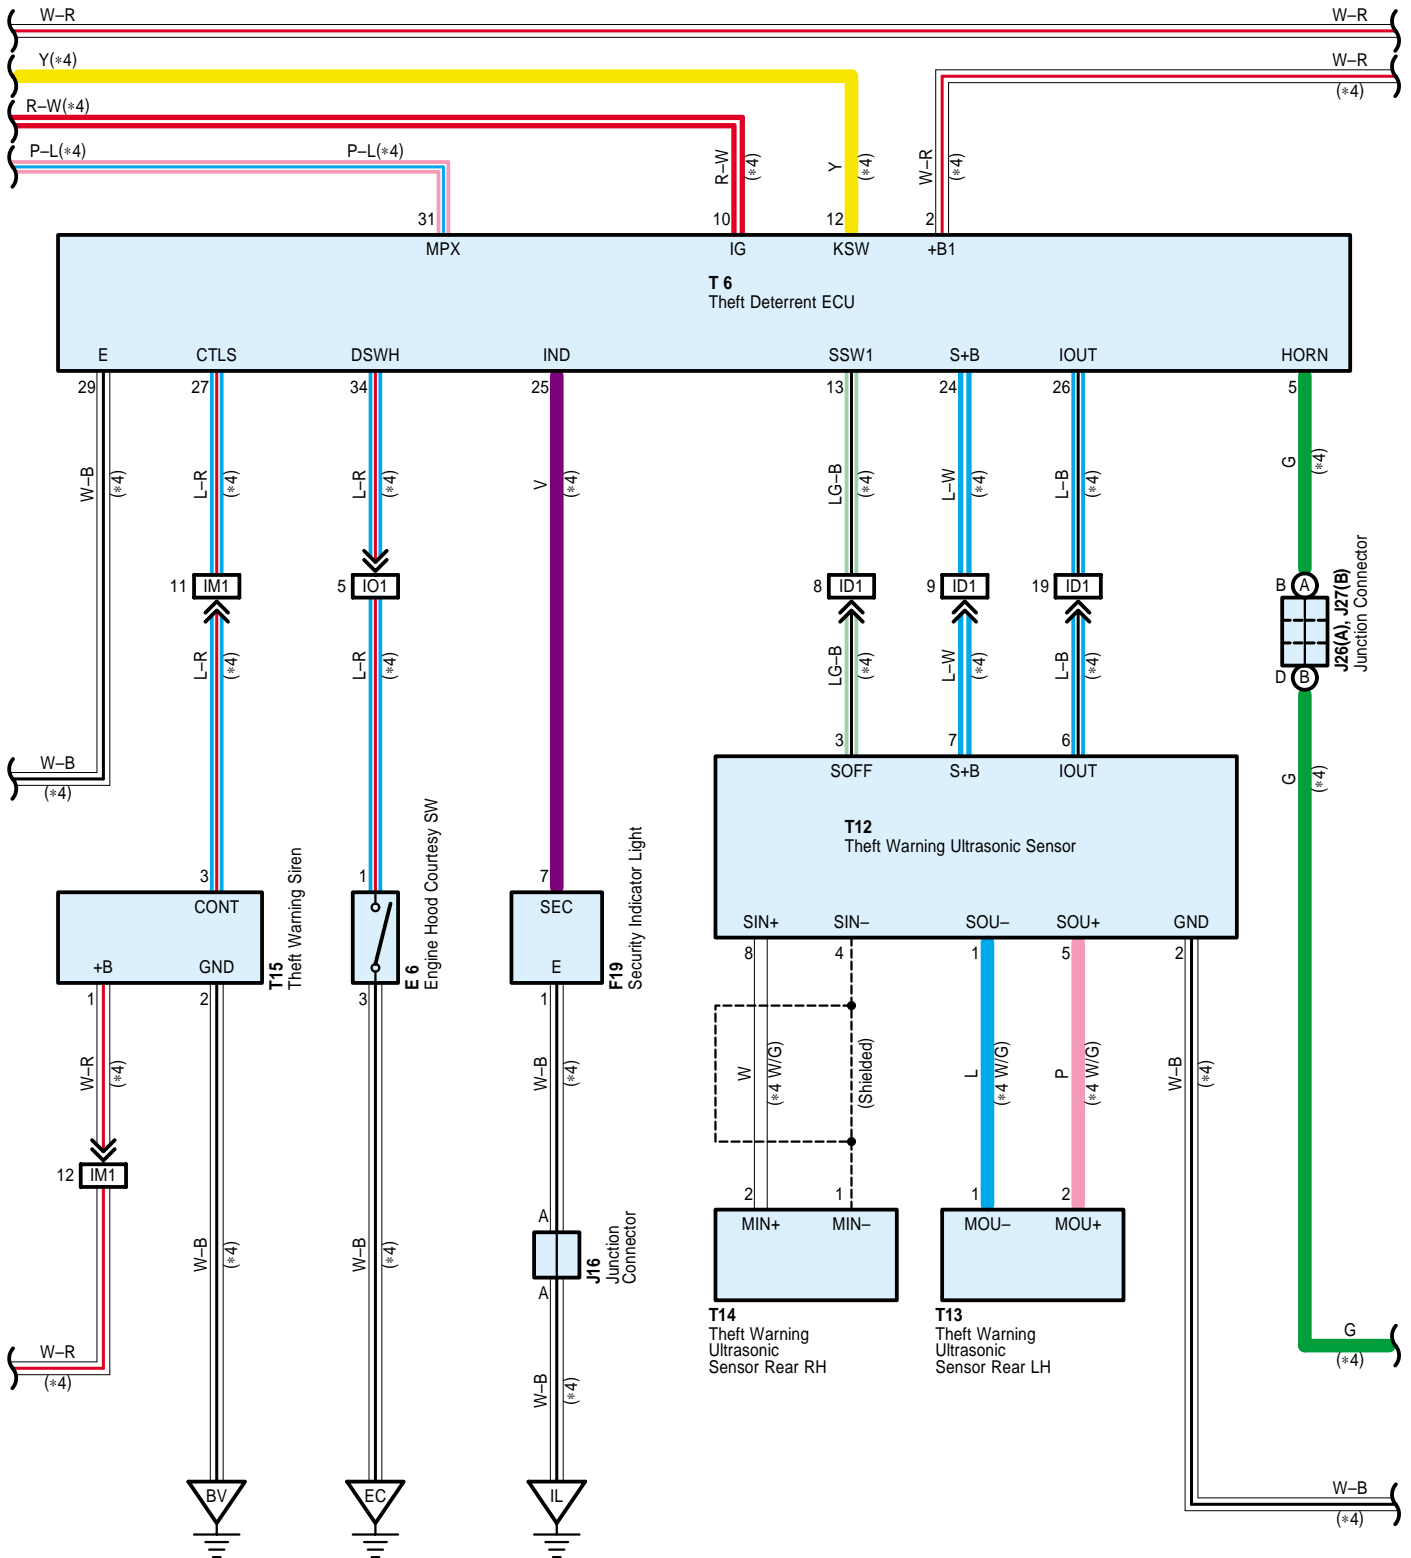 W–R W–R
Y(∗4) W–R
(∗4)
R–W(∗4)
P–L(∗4) P–L(∗4)
R–W (∗4) Y (∗4) W–R (∗4)
31 10 12 2
MPX IG KSW +B1
T 6
Theft Deterrent ECU
E CTLS DSWH IND SSW1 S+B IOUT HORN
29 27 34 25 13 24 26 5
W–B (∗4) L–R (∗4) L–R (∗4) V (∗4) LG–B (∗4) L–W (∗4) L–B (∗4) G (∗4)
11 IM1 5 IO1 8 ID1 9 ID1 19 ID1 B A
J26(A), J27(B)
Junction Connector
L–R (∗4) L–R (∗4) LG–B (∗4) L–W (∗4) L–B (∗4) D B
3 7 6
W–B
(∗4)
SOFF S+B IOUT
G (∗4)
T12
Theft Warning Ultrasonic Sensor
3 1 7
CONT SEC
T15
Theft Warning Siren
E 6
Engine Hood Courtesy SW
F19
Security Indicator Light
SIN+ SIN– SOU– SOU+ GND
+B GND E
8 4 1 5 2
1 2 3 1
W–R (∗4) W–B (∗4) W (∗4 W/G) (Shielded) L (∗4 W/G) P (∗4 W/G) W–B (∗4)
12 IM1
2 1 1 2
A MIN+ MIN– MOU– MOU+
W–B (∗4) W–B (∗4)
J16
Junction
Connector
A
T14
Theft Warning
Ultrasonic
Sensor Rear RH
T13
Theft Warning
Ultrasonic
Sensor Rear LH
G
(∗4)
W–R
(∗4)
W–B (∗4)
BV EC IL
W–B
(∗4)